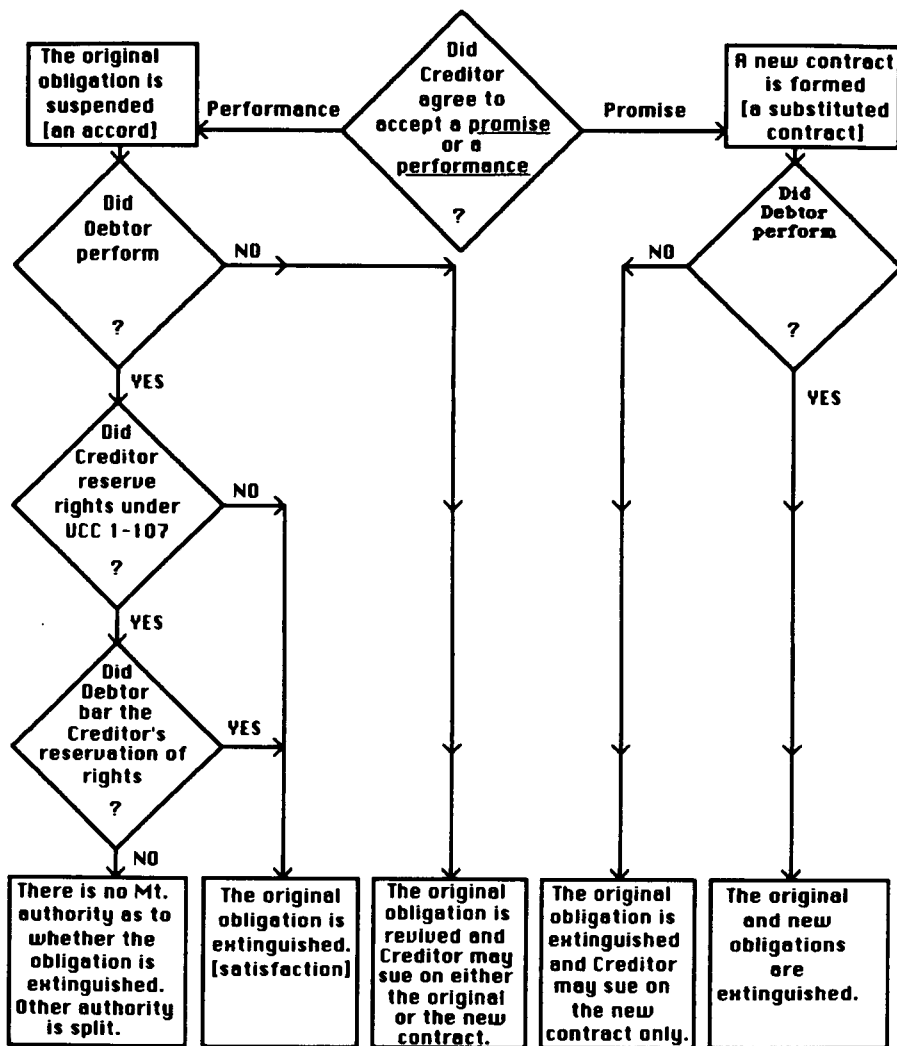 Did
Creditor
agree to
accept a promise
or a
performance
?
Performance
Promise
The original
obligation is
suspended
[an accord]
A new contract
is formed
[a substituted
contract]
Did
Debtor
perform
?
NO
YES
Did
Debtor
perform
?
NO
YES
Did
Creditor
reserve
rights under
UCC 1-107
?
NO
YES
Did
Debtor
bar the
Creditor's
reservation of
rights
?
YES
NO
There is no Mt.
authority as to
whether the
obligation is
extinguished.
Other authority
is split.
The original
obligation is
extinguished.
[satisfaction]
The original
obligation is
revived and
Creditor may
sue on either
the original
or the new
contract.
The original
obligation is
extinguished
and Creditor
may sue on
the new
contract only.
The original
and new
obligations
are
extinguished.